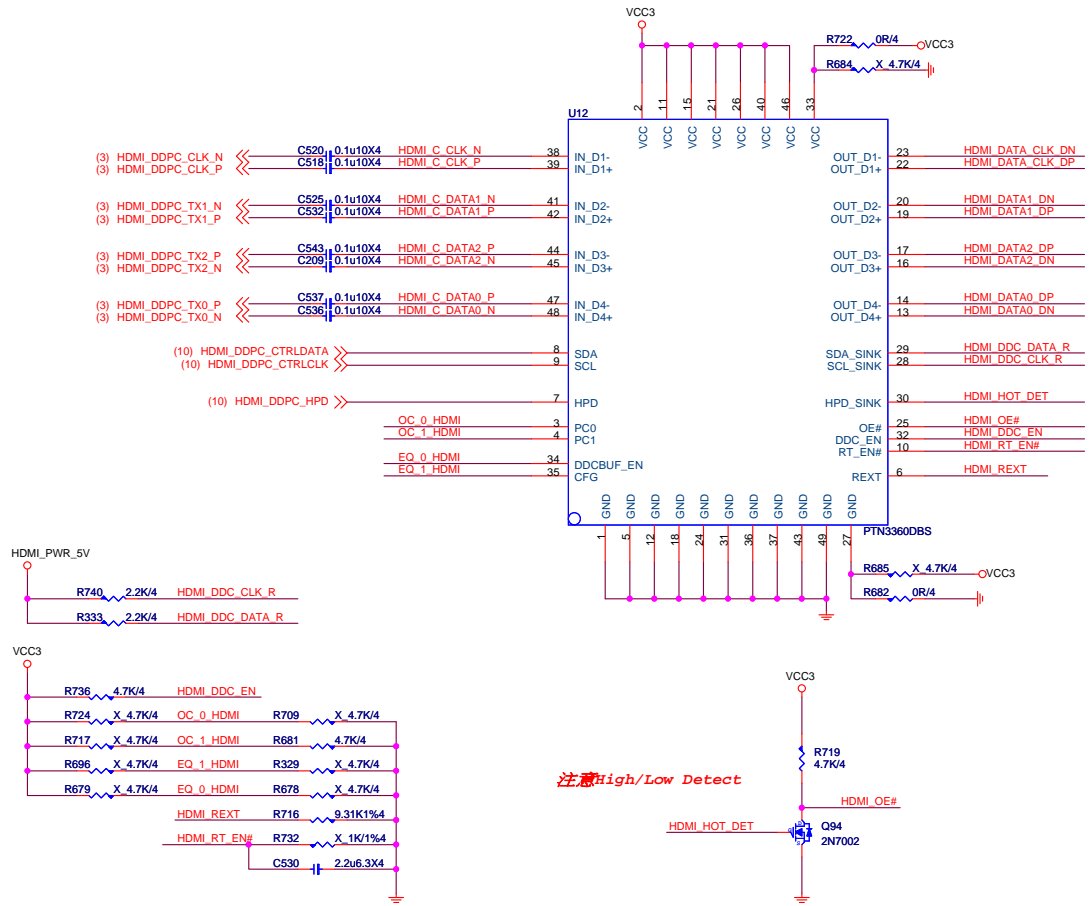 VCC3
R722 0R/4 VCC3
R684 X_4.7K/4
2 11 15 21 26 40 46 33
U12
VCC VCC VCC VCC VCC VCC VCC VCC
(3) HDMI_DDPC_CLK_N C520 0.1u10X4 HDMI_C_CLK_N 38 IN_D1- OUT_D1- 23 HDMI_DATA_CLK_DN
(3) HDMI_DDPC_CLK_P C518 0.1u10X4 HDMI_C_CLK_P 39 IN_D1+ OUT_D1+ 22 HDMI_DATA_CLK_DP
(3) HDMI_DDPC_TX1_N C525 0.1u10X4 HDMI_C_DATA1_N 41 IN_D2- OUT_D2- 20 HDMI_DATA1_DN
(3) HDMI_DDPC_TX1_P C532 0.1u10X4 HDMI_C_DATA1_P 42 IN_D2+ OUT_D2+ 19 HDMI_DATA1_DP
(3) HDMI_DDPC_TX2_P C543 0.1u10X4 HDMI_C_DATA2_P 44 IN_D3- OUT_D3- 17 HDMI_DATA2_DP
(3) HDMI_DDPC_TX2_N C209 0.1u10X4 HDMI_C_DATA2_N 45 IN_D3+ OUT_D3+ 16 HDMI_DATA2_DN
(3) HDMI_DDPC_TX0_P C537 0.1u10X4 HDMI_C_DATA0_P 47 IN_D4- OUT_D4- 14 HDMI_DATA0_DP
(3) HDMI_DDPC_TX0_N C536 0.1u10X4 HDMI_C_DATA0_N 48 IN_D4+ OUT_D4+ 13 HDMI_DATA0_DN
(10) HDMI_DDPC_CTRLDATA 8 SDA SDA_SINK 29 HDMI_DDC_DATA_R
(10) HDMI_DDPC_CTRLCLK 9 SCL SCL_SINK 28 HDMI_DDC_CLK_R
(10) HDMI_DDPC_HPD 7 HPD HPD_SINK 30 HDMI_HOT_DET
OC_0_HDMI 3 PC0 OE# 25 HDMI_OE#
OC_1_HDMI 4 PC1 DDC_EN 32 HDMI_DDC_EN
RT_EN# 10 HDMI_RT_EN#
EQ_0_HDMI 34 DDCBUF_EN
EQ_1_HDMI 35 CFG REXT 6 HDMI_REXT
GND GND GND GND GND GND GND GND GND GND GND
PTN3360DBS
1 5 12 18 24 31 36 37 43 49 27
HDMI_PWR_5V
R685 X_4.7K/4 VCC3
R682 0R/4
R740 2.2K/4 HDMI_DDC_CLK_R
R333 2.2K/4 HDMI_DDC_DATA_R
VCC3
R736 4.7K/4 HDMI_DDC_EN
R724 X_4.7K/4 OC_0_HDMI R709 X_4.7K/4
R717 X_4.7K/4 OC_1_HDMI R681 4.7K/4
R696 X_4.7K/4 EQ_1_HDMI R329 X_4.7K/4
R679 X_4.7K/4 EQ_0_HDMI R678 X_4.7K/4
HDMI_REXT R716 9.31K1%4
HDMI_RT_EN# R732 X_1K/1%4
C530 2.2u6.3X4
VCC3
R719
4.7K/4
注意High/Low Detect
HDMI_OE#
HDMI_HOT_DET
Q94
2N7002